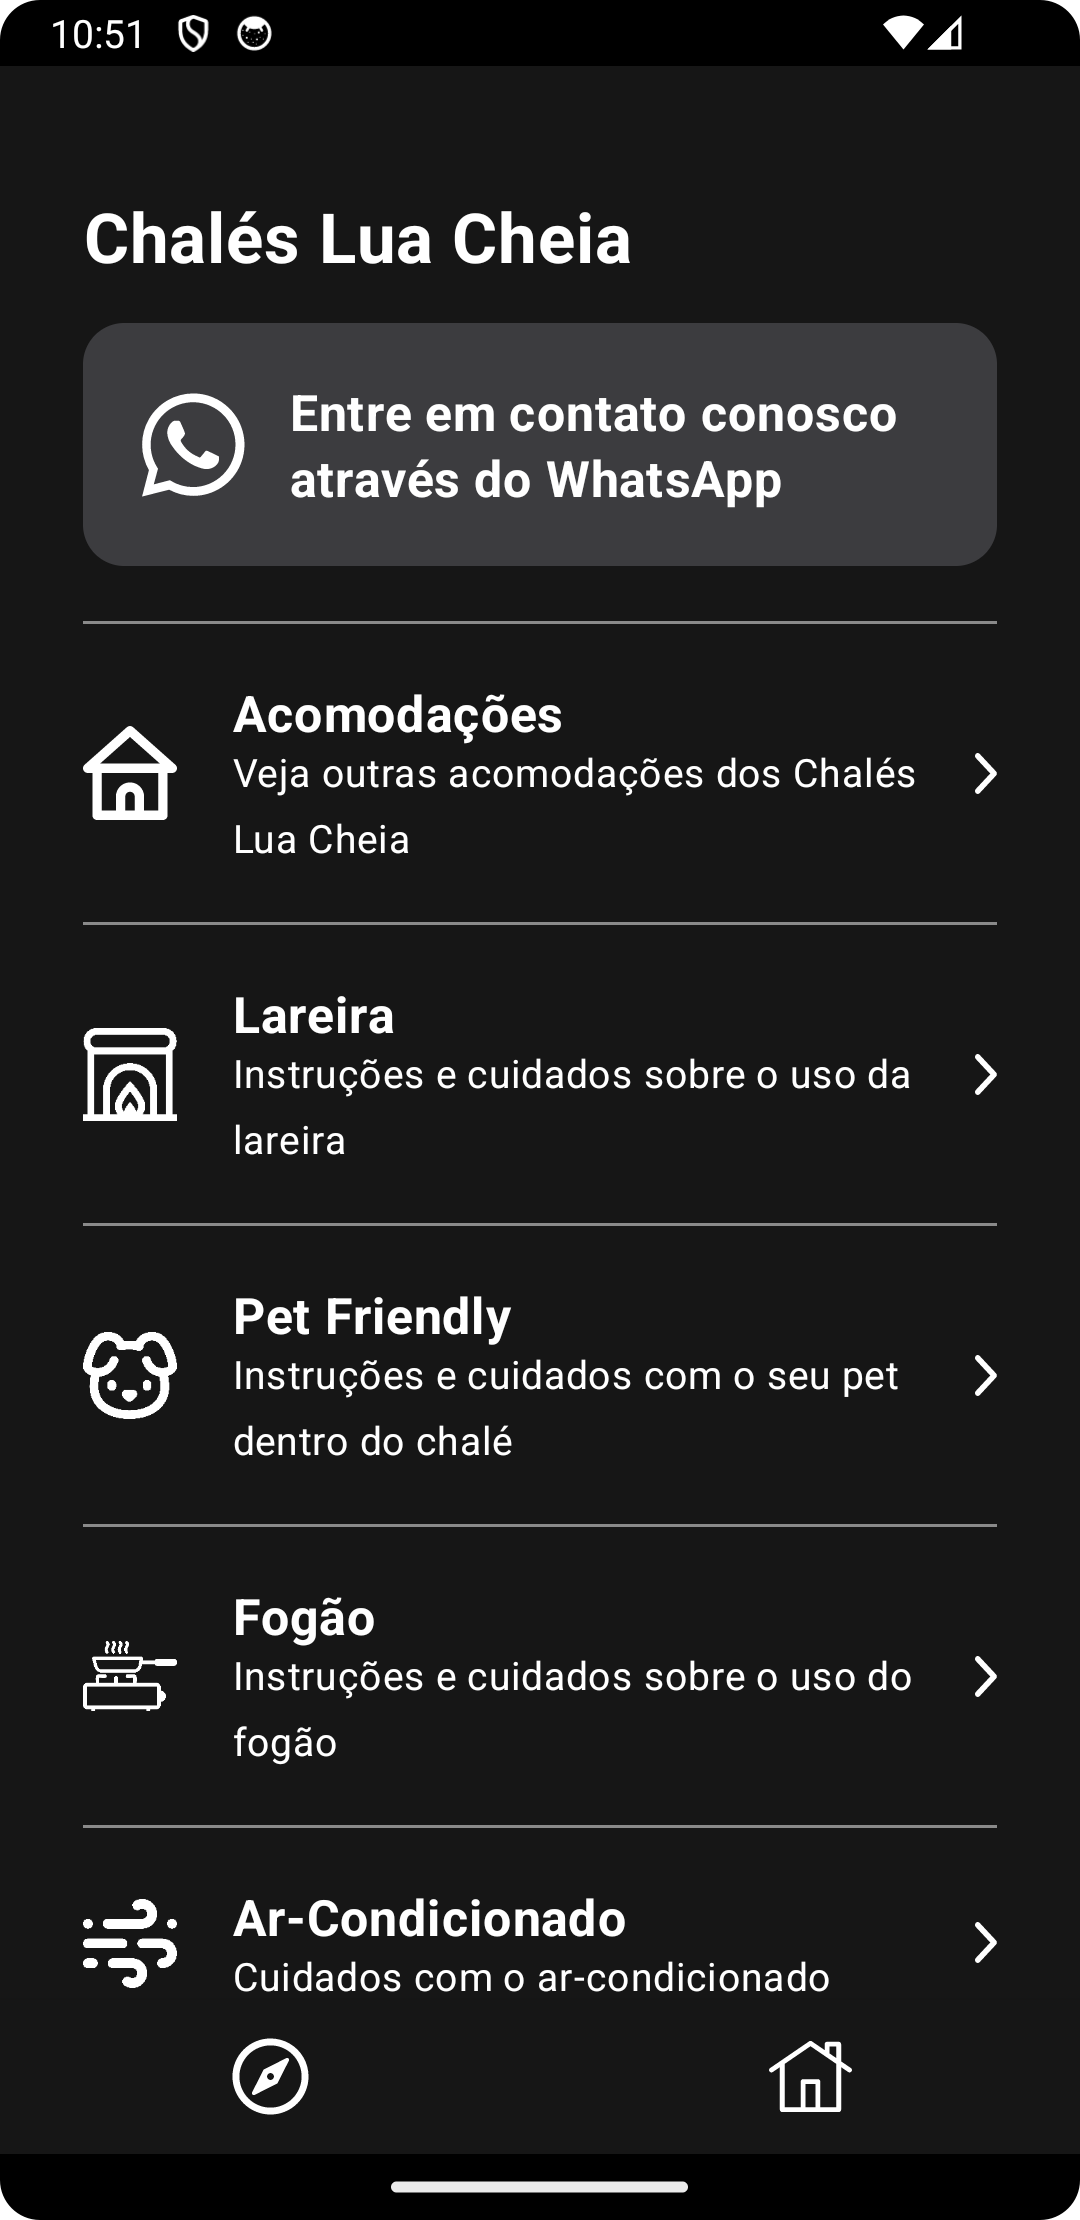 10:51
Chalés Lua Cheia
Entre em contato conosco
através do WhatsApp
Acomodações
Veja outras acomodações dos Chalés
Lua Cheia
Lareira
Instruções e cuidados sobre o uso da
lareira
Pet Friendly
Instruções e cuidados com o seu pet
dentro do chalé
Fogão
Instruções e cuidados sobre o uso do
fogão
Ar-Condicionado
Cuidados com o ar-condicionado